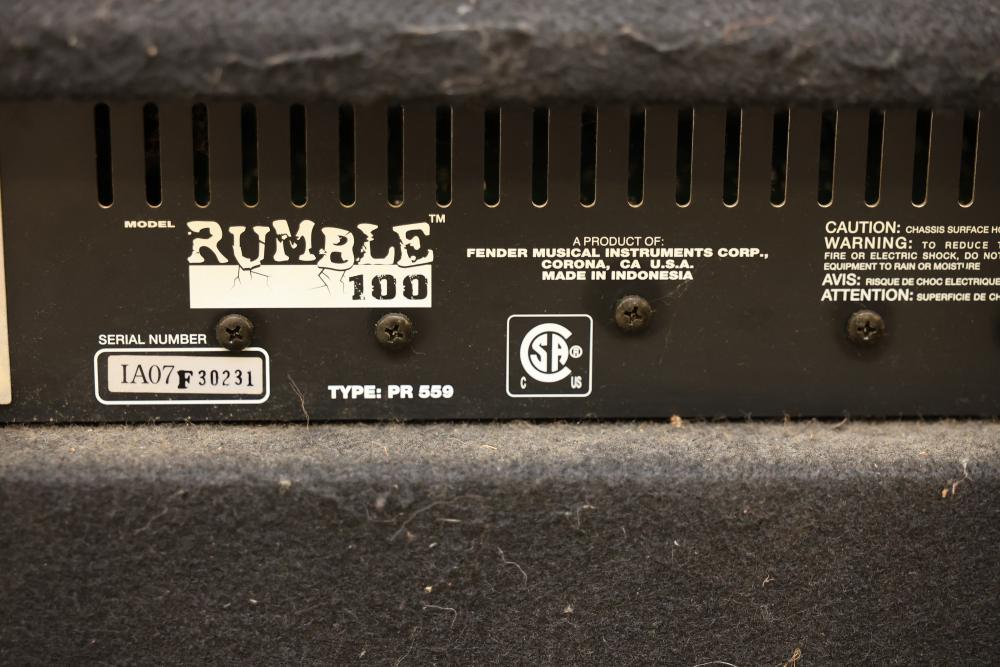 MODEL RUMBLE™
100
SERIAL NUMBER
IA07F30231
TYPE: PR 559
A PRODUCT OF:
FENDER MUSICAL INSTRUMENTS CORP.,
CORONA, CA U.S.A.
MADE IN INDONESIA
CSA®
C US
CAUTION: CHASSIS SURFACE
WARNING: TO REDUCE
FIRE OR ELECTRIC SHOCK, DO NOT
EQUIPMENT TO RAIN OR MOISTURE
AVIS: RISQUE DE CHOC ELECTRIQUE
ATTENTION: SUPERFICIE DE